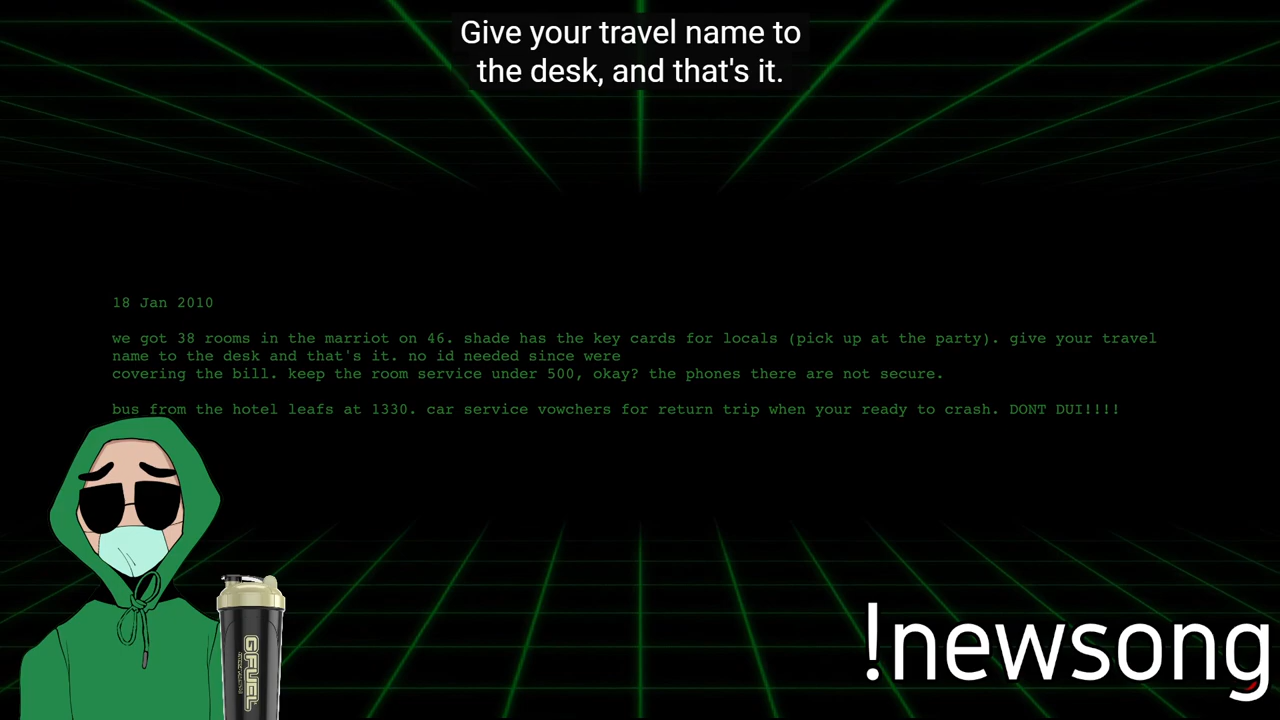 Give your travel name to
the desk, and that's it.
18 Jan 2010
we got 38 rooms in the marriot on 46. shade has the key cards for locals (pick up at the party). give your travel
name to the desk and that's it. no id needed since were
covering the bill. keep the room service under 500, okay? the phones there are not secure.
bus from the hotel leafs at 1330. car service vowchers for return trip when your ready to crash. DONT DUI!!!!
GFUEL
!newsong